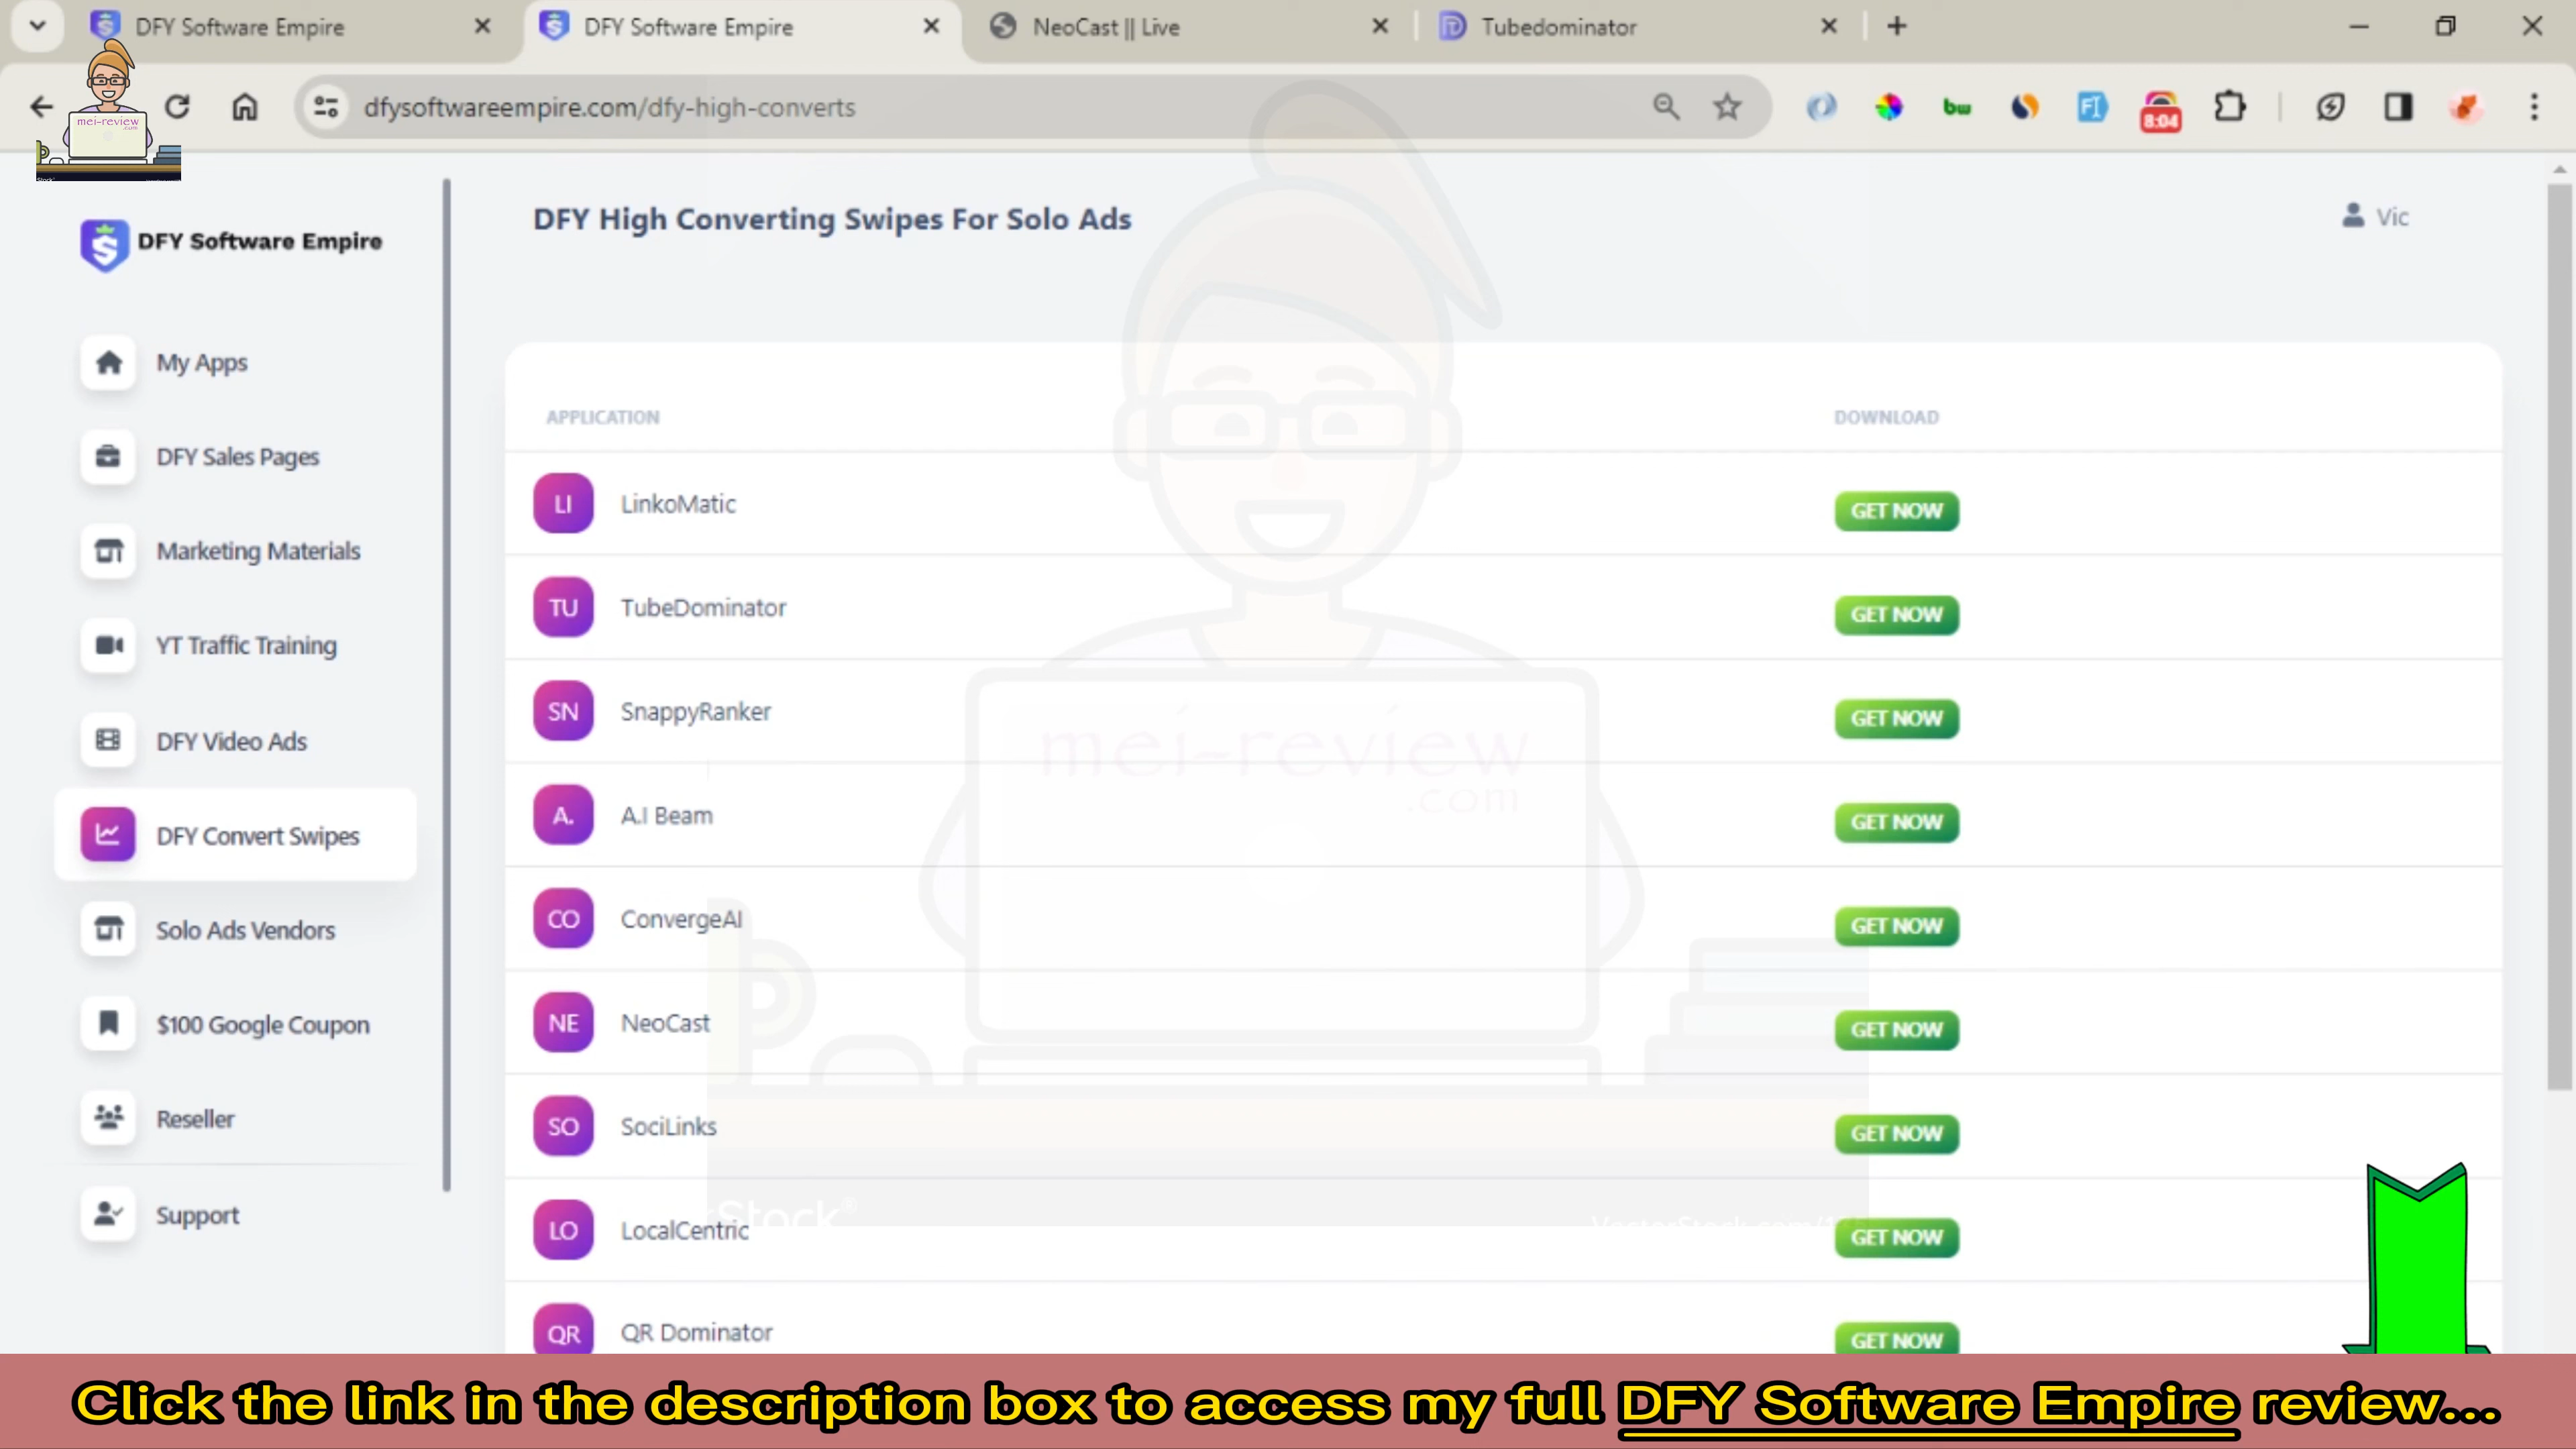 DFY Software Empire
DFY Software Empire
NeoCast || Live
Tubedominator
dfysoftwareempire.com/dfy-high-converts
bw
8:04
mei-review
.com
DFY Software Empire
DFY High Converting Swipes For Solo Ads
Vic
My Apps
DFY Sales Pages
Marketing Materials
YT Traffic Training
DFY Video Ads
DFY Convert Swipes
Solo Ads Vendors
$100 Google Coupon
Reseller
Support
APPLICATION
DOWNLOAD
LI LinkoMatic GET NOW
TU TubeDominator GET NOW
SN SnappyRanker GET NOW
A. A.I Beam GET NOW
CO ConvergeAI GET NOW
NE NeoCast GET NOW
SO SociLinks GET NOW
LO LocalCentric GET NOW
QR QR Dominator GET NOW
mei-review
.com
Click the link in the description box to access my full DFY Software Empire review...